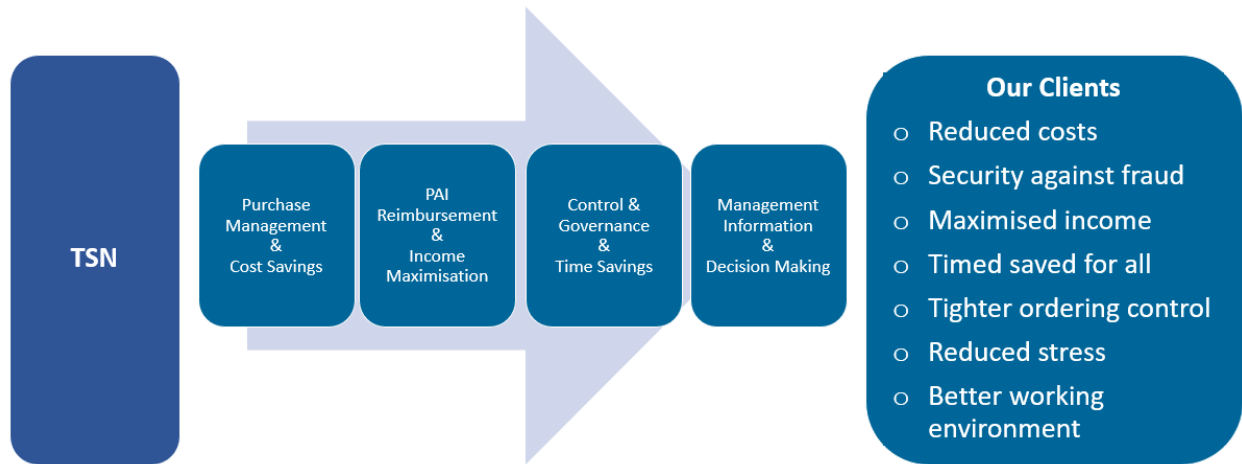 TSN
Purchase
Management
&
Cost Savings
PAI
Reimbursement
&
Income
Maximisation
Control &
Governance
&
Time Savings
Management
Information
&
Decision Making
Our Clients
o Reduced costs
o Security against fraud
o Maximised income
o Timed saved for all
o Tighter ordering control
o Reduced stress
o Better working
environment